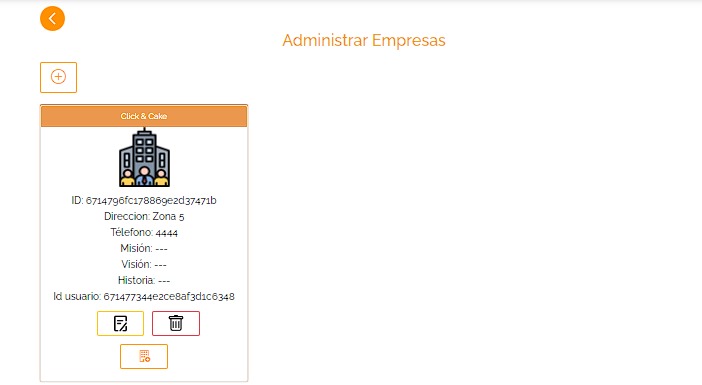 Administrar Empresas
Click & Cake
ID: 6714796fc178869e2d37471b
Direccion: Zona 5
Télefono: 4444
Misión: ---
Visión: ---
Historia: ---
Id usuario: 671477344e2ce8af3d1c6348